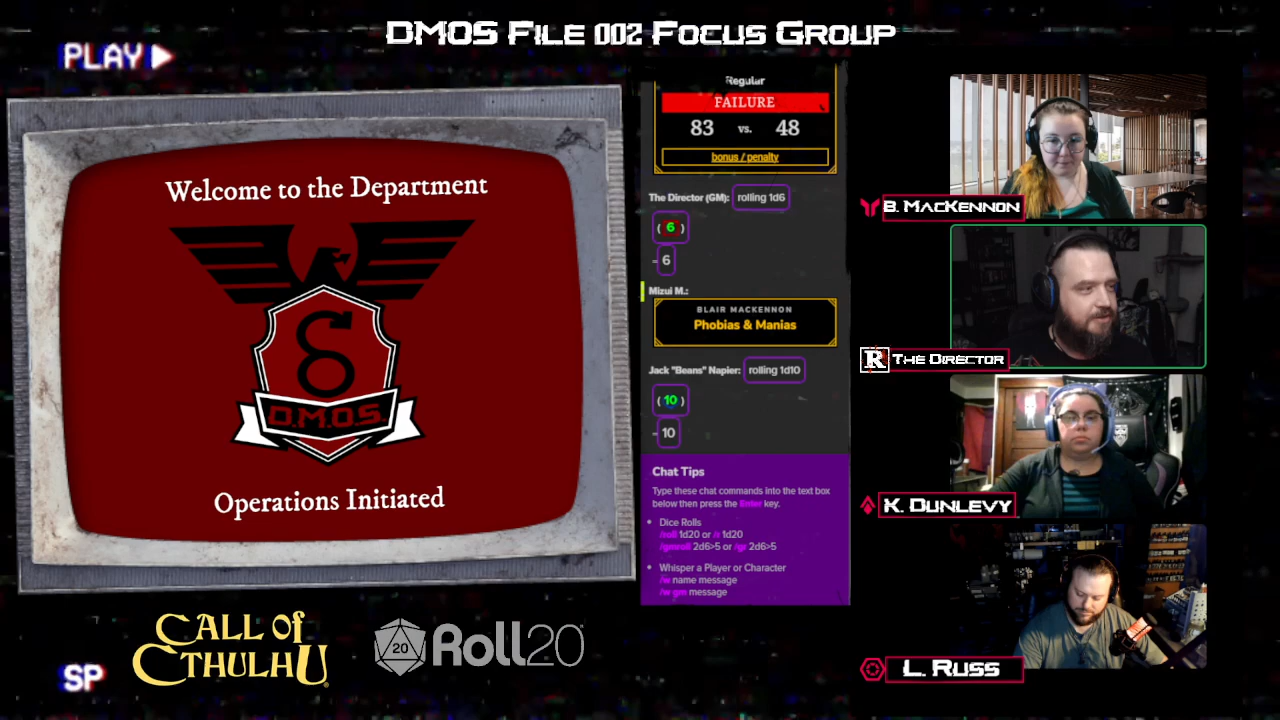 DMOS File 002 Focus Group
PLAY
Welcome to the Department
D.M.O.S.
Operations Initiated
SP
CALL of CTHULHU
20
Roll20
Regular
FAILURE
83 vs. 48
bonus / penalty
The Director (GM): rolling 1d6
( 6 )
= 6
Mizui M.:
BLAIR MACKENNON
Phobias & Manias
Jack "Beans" Napier: rolling 1d10
( 10 )
= 10
Chat Tips
Type these chat commands into the text box
below then press the Enter key.
Dice Rolls
/roll 1d20 or /r 1d20
/gmroll 2d6>5 or /gr 2d6>5
Whisper a Player or Character
/w name message
/w gm message
B. MacKennon
R The Director
K. Dunlevy
L. Russ